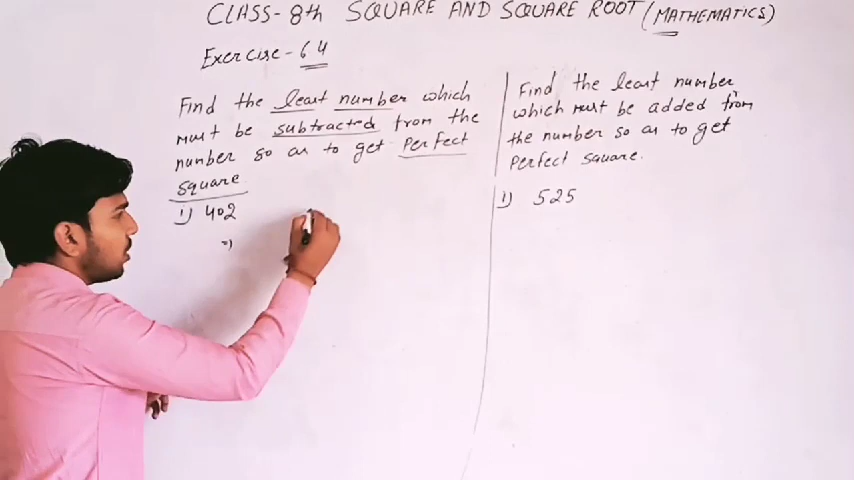 CLASS-8th SQUARE AND SQUARE ROOT (MATHEMATICS)
Exercise-6.4
Find the least number which
must be subtracted from the
number so as to get Perfect
square
i) 402
=)
Find the least number
which must be added from
the number so as to get
Perfect square.
i) 525